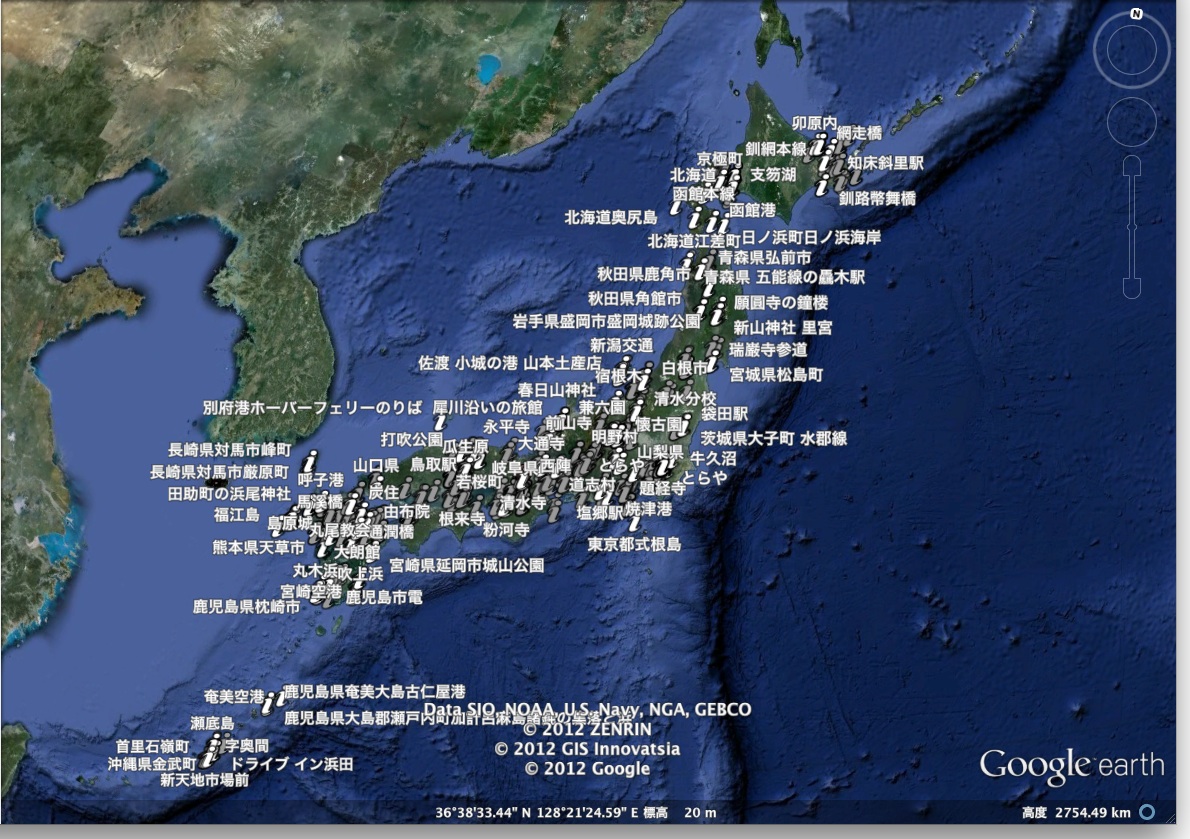 N
卯原内
網走橋
釧網本線
京極町
知床斜里駅
北海道
支笏湖
函館本線
釧路幣舞橋
函館港
北海道奥尻島
北海道江差町
日ノ浜町日ノ浜海岸
青森県弘前市
秋田県鹿角市
青森県 五能線の驫木駅
秋田県角館市
願圓寺の鐘楼
岩手県盛岡市盛岡城跡公園
新山神社 里宮
新潟交通
瑞巌寺参道
佐渡 小城の港 山本土産店
白根市
宿根木
宮城県松島町
春日山神社
清水分校
別府港ホーバーフェリーのりば
犀川沿いの旅館
兼六園
袋田駅
永平寺
前山寺
懐古園
打吹公園
大通寺
明野村
茨城県大子町 水郡線
長崎県対馬市峰町
瓜生原
山梨県
牛久沼
山口県
鳥取駅
岐阜県西陣
とらや
長崎県対馬市厳原町
呼子港
若桜町
道志村
とらや
田助町の浜尾神社
炭住
題経寺
馬溪橋
清水寺
福江島
由布院
根来寺
塩郷駅
焼津港
島原城
丸尾教会
通潤橋
粉河寺
熊本県天草市
大朗館
東京都式根島
丸木浜
吹上浜
宮崎県延岡市城山公園
宮崎空港
鹿児島県枕崎市
鹿児島市電
奄美空港
鹿児島県奄美大島古仁屋港
Data SIO, NOAA, U.S. Navy, NGA, GEBCO
瀬底島
鹿児島県大島郡瀬戸内町加計呂麻島諸鈍の集落と浜
© 2012 ZENRIN
首里石嶺町
字奥間
© 2012 GIS Innovatsia
沖縄県金武町
ドライブ イン浜田
© 2012 Google
Google earth
新天地市場前
36°38'33.44" N 128°21'24.59" E 標高 20 m
高度 2754.49 km